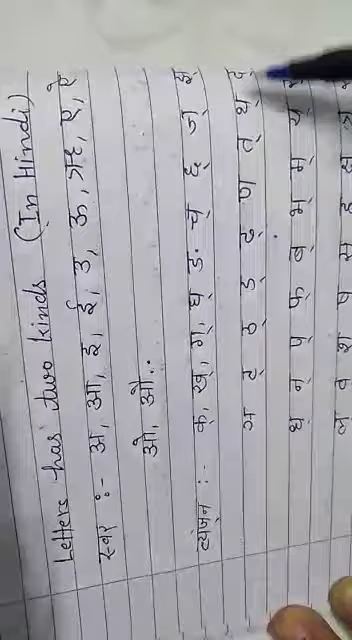 Letters has two kinds (In Hindi)
स्वर :- अ, आ, इ, ई, उ, ऊ, ऋ, ए, ऐ
ओ, औ..
व्यंजन :- क्, ख्, ग्, घ् ङ् च् छ् ज् झ्
ञ ट् ठ् ड् ढ् ण् त् थ् द्
ध् न् प् फ् ब् भ् म् य्
ल् व् श् ष् स् ह्